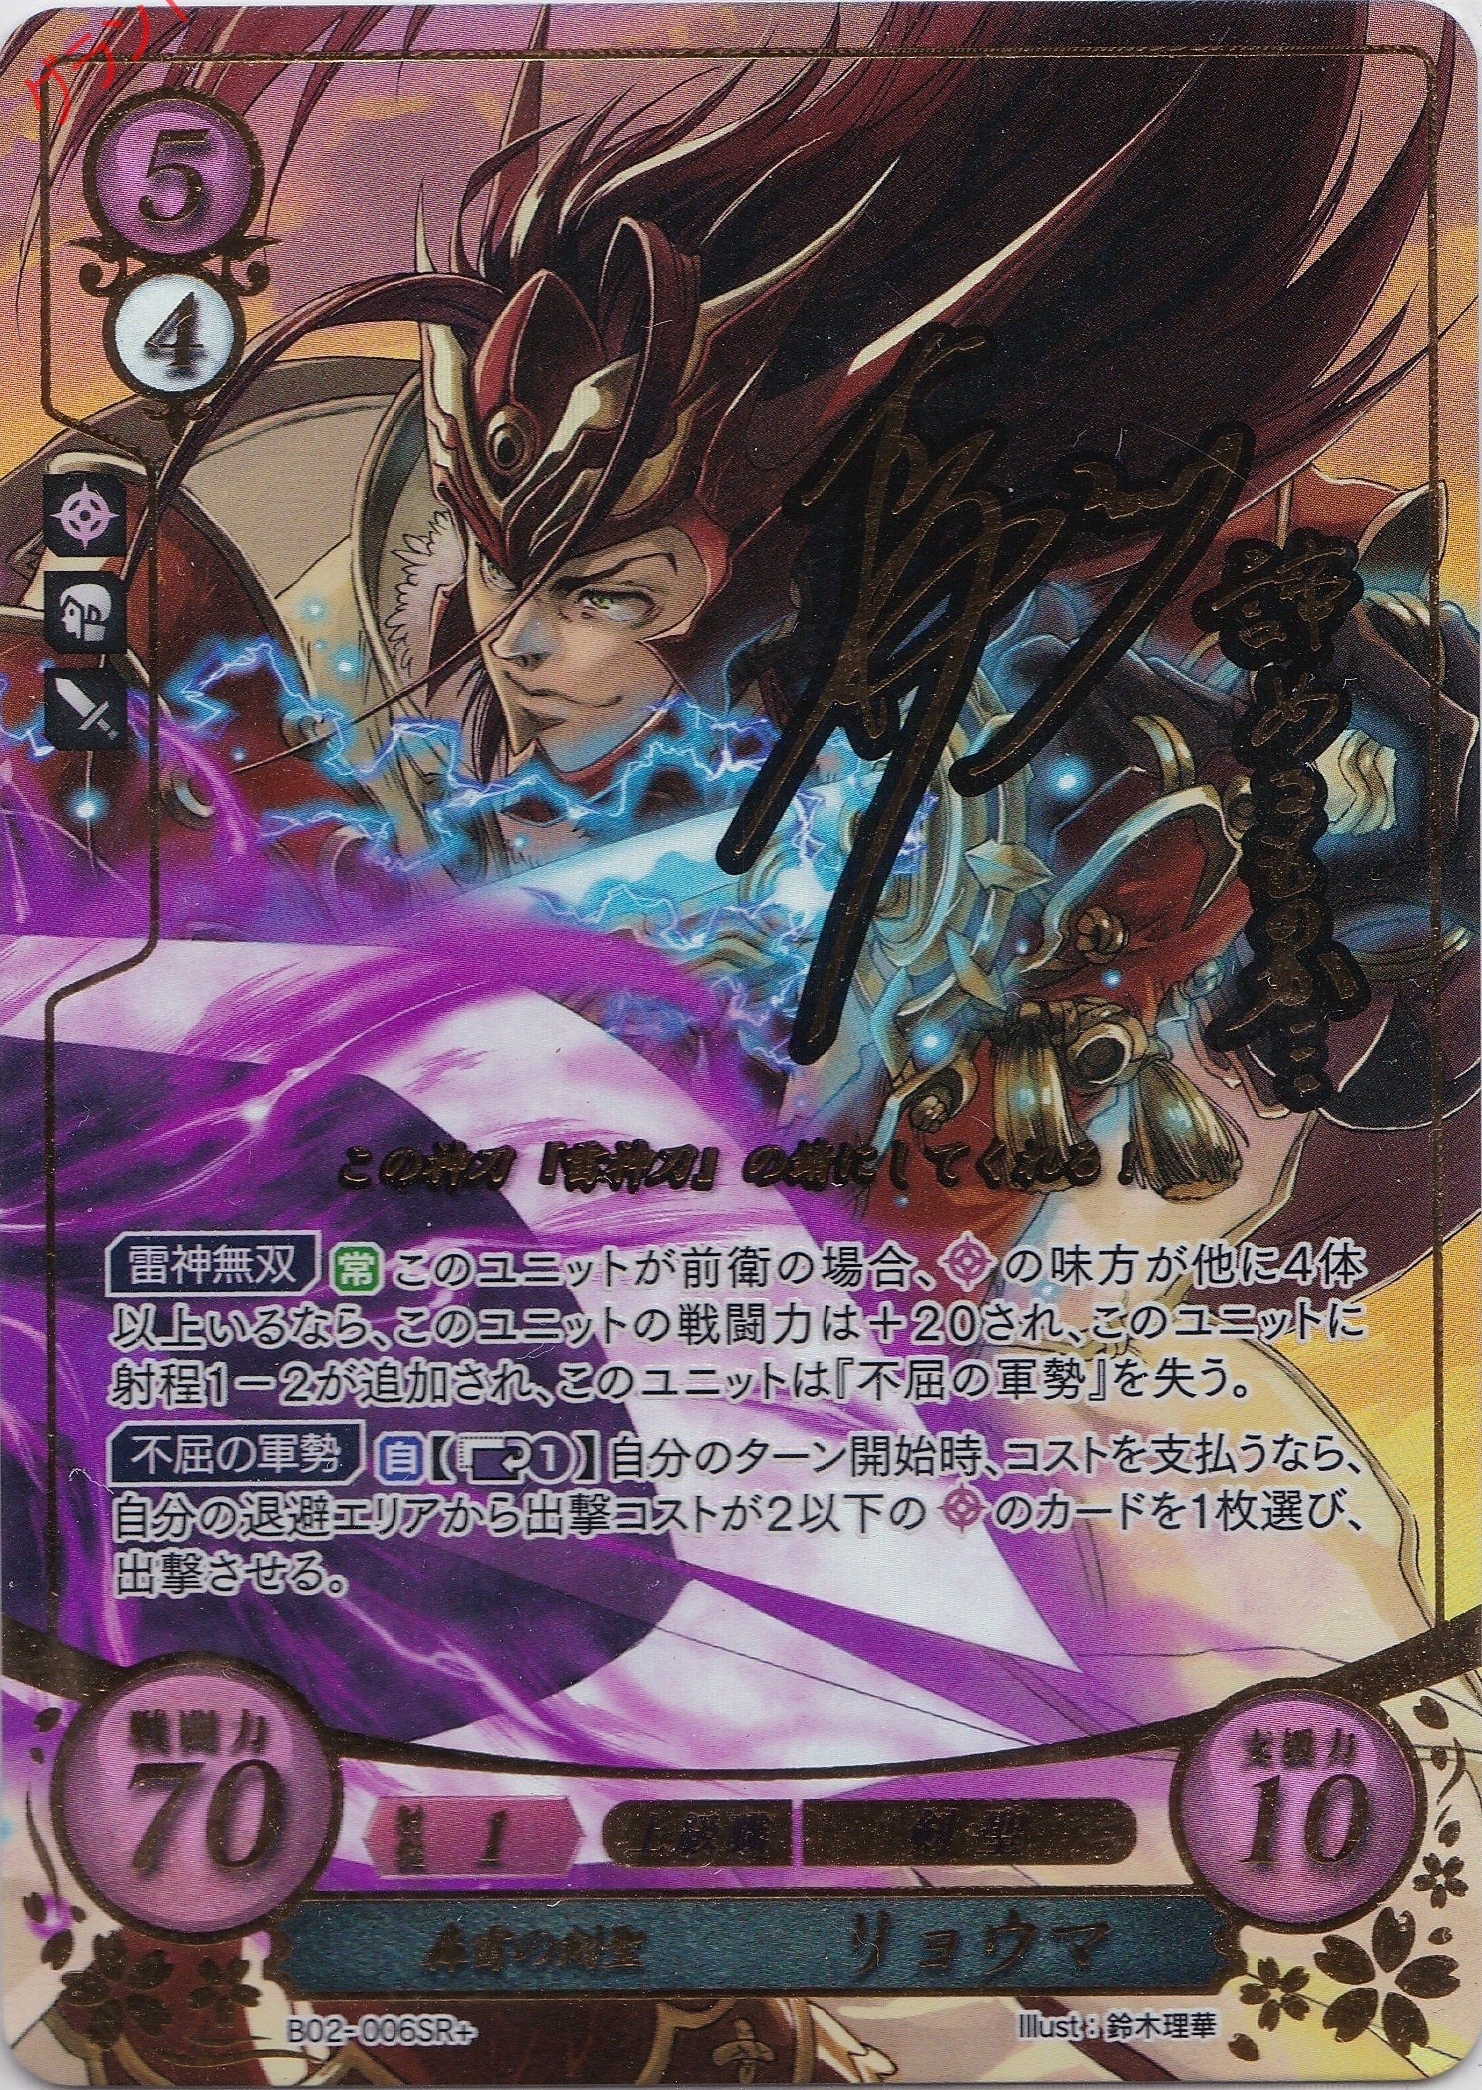 5
4
諦めるものか…
この神刀『雷神刀』の錆にしてくれる！
雷神無双 常 このユニットが前衛の場合、の味方が他に4体
以上いるなら、このユニットの戦闘力は＋20され、このユニットに
射程1－2が追加され、このユニットは『不屈の軍勢』を失う。
不屈の軍勢 自【1】自分のターン開始時、コストを支払うなら、
自分の退避エリアから出撃コストが2以下の のカードを1枚選び、
出撃させる。
戦闘力
70
射程 1
上級職 剣聖
支援力
10
轟雷の剣聖 リョウマ
B02-006SR+ Illust：鈴木理華